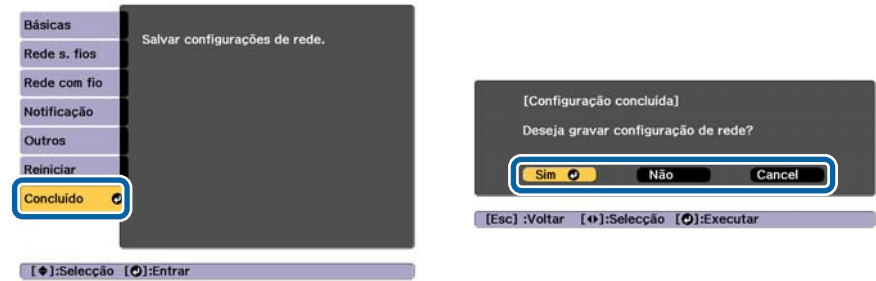 Básicas
Rede s. fios
Rede com fio
Notificação
Outros
Reiniciar
Concluído
Salvar configurações de rede.
[ ]:Selecção [ ]:Entrar
[Configuração concluida]
Deseja gravar configuração de rede?
Sim Não Cancel
[Esc] :Voltar [ ]:Selecção [ ]:Executar